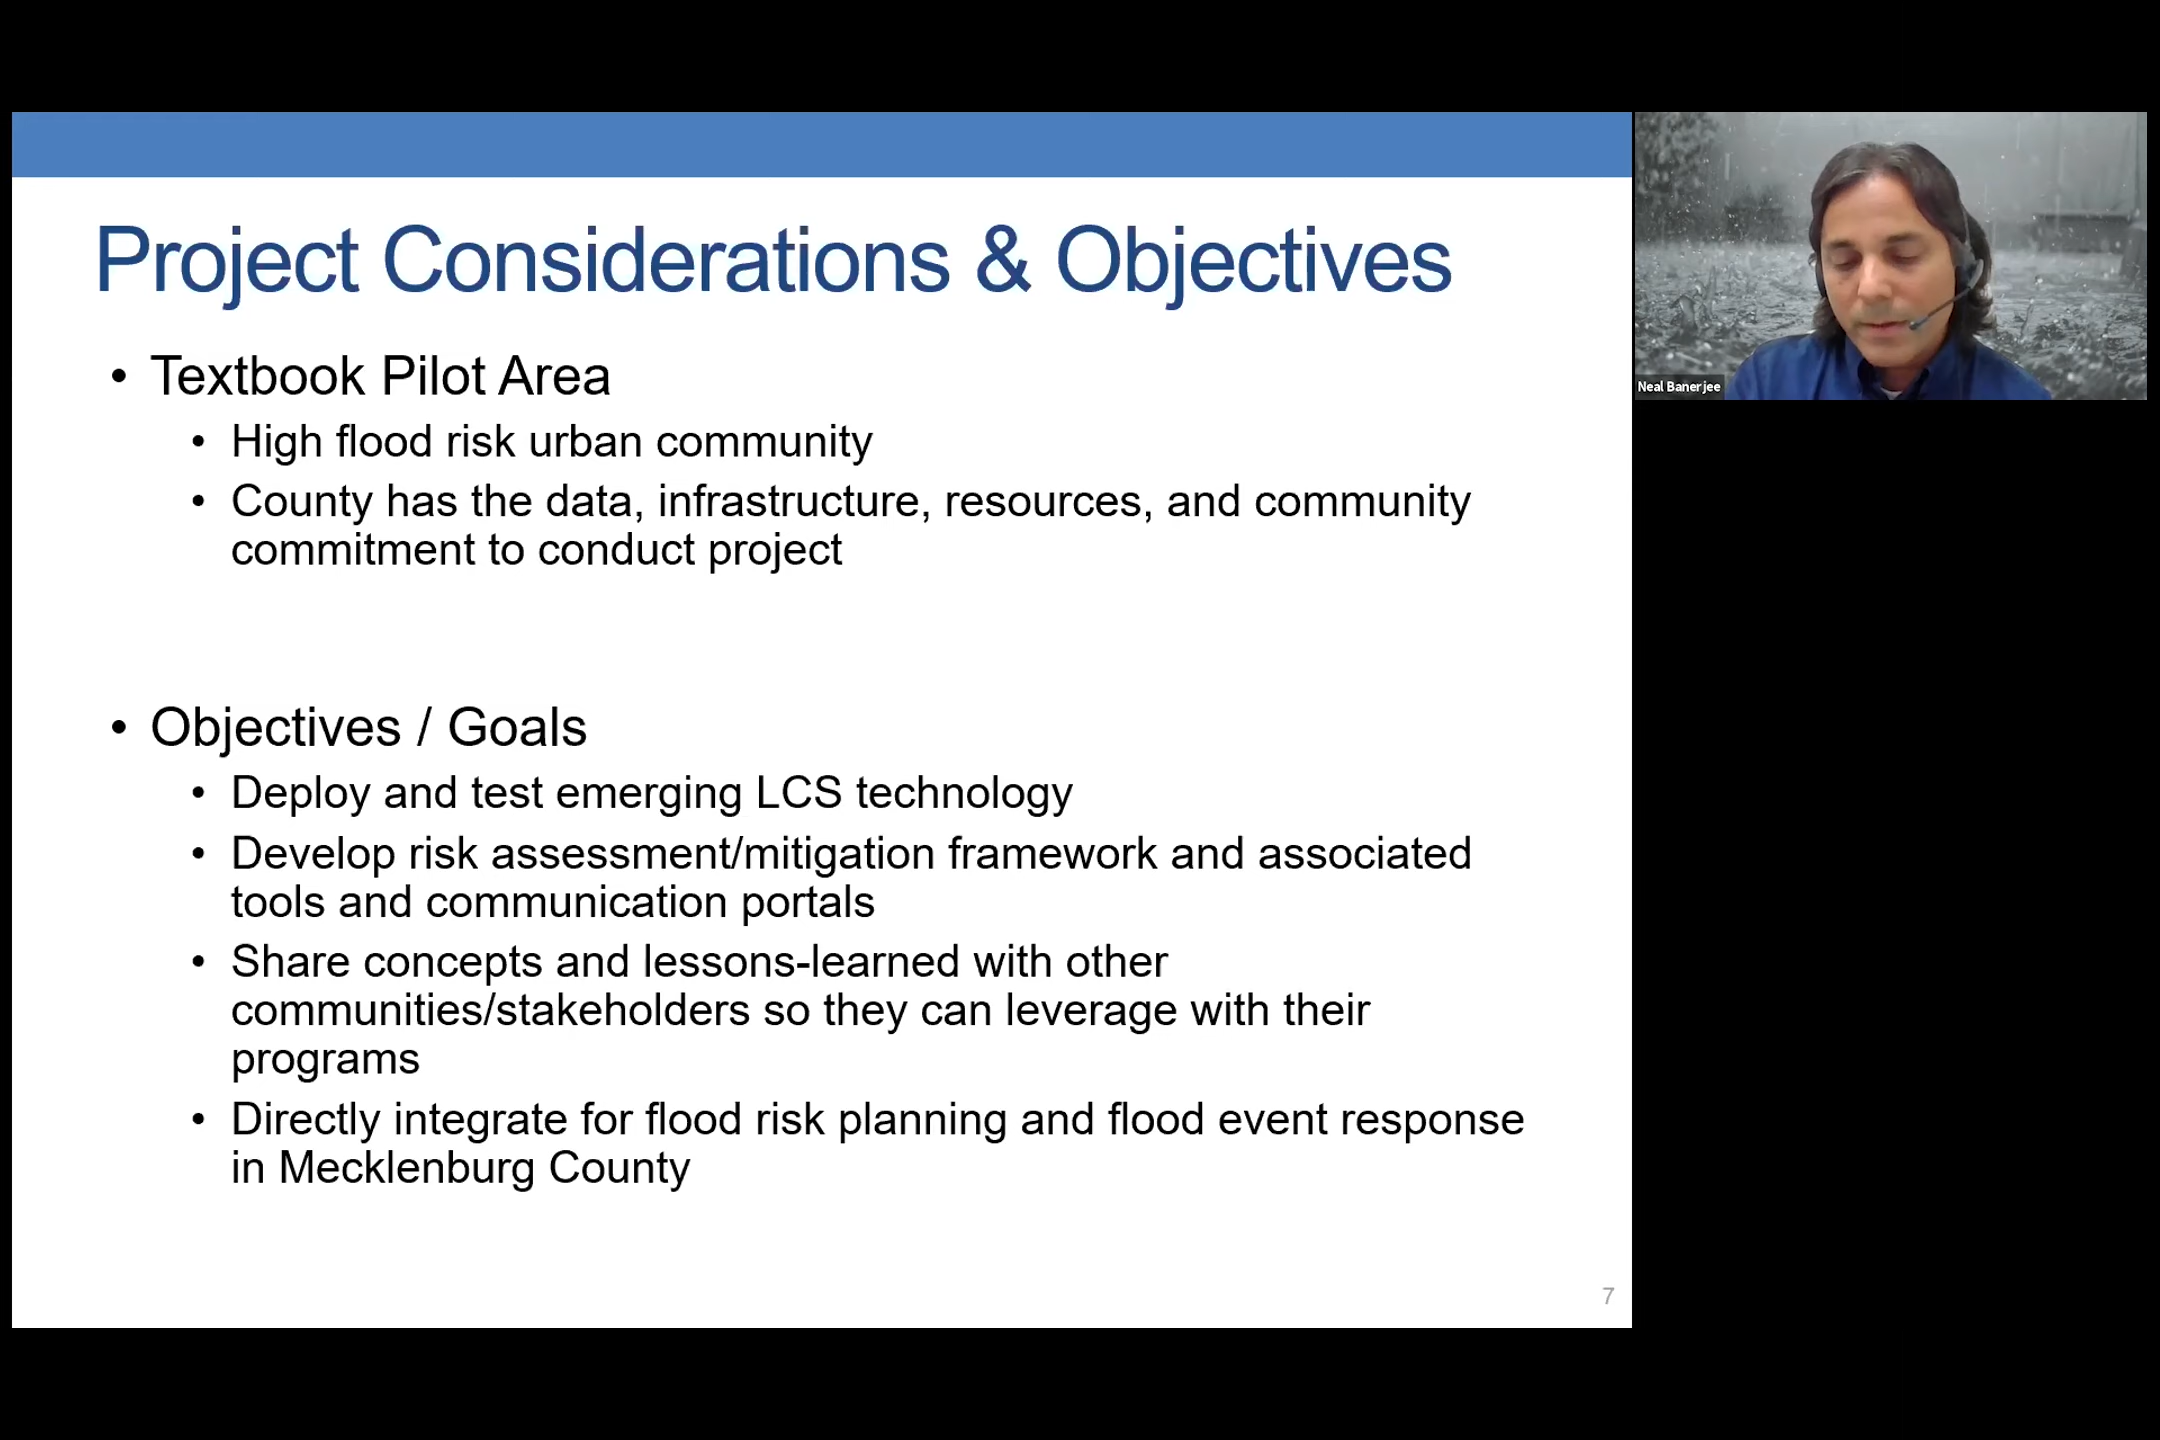 Project Considerations & Objectives
• Textbook Pilot Area
• High flood risk urban community
• County has the data, infrastructure, resources, and community
commitment to conduct project
• Objectives / Goals
• Deploy and test emerging LCS technology
• Develop risk assessment/mitigation framework and associated
tools and communication portals
• Share concepts and lessons-learned with other
communities/stakeholders so they can leverage with their
programs
• Directly integrate for flood risk planning and flood event response
in Mecklenburg County
7
Neal Banerjee